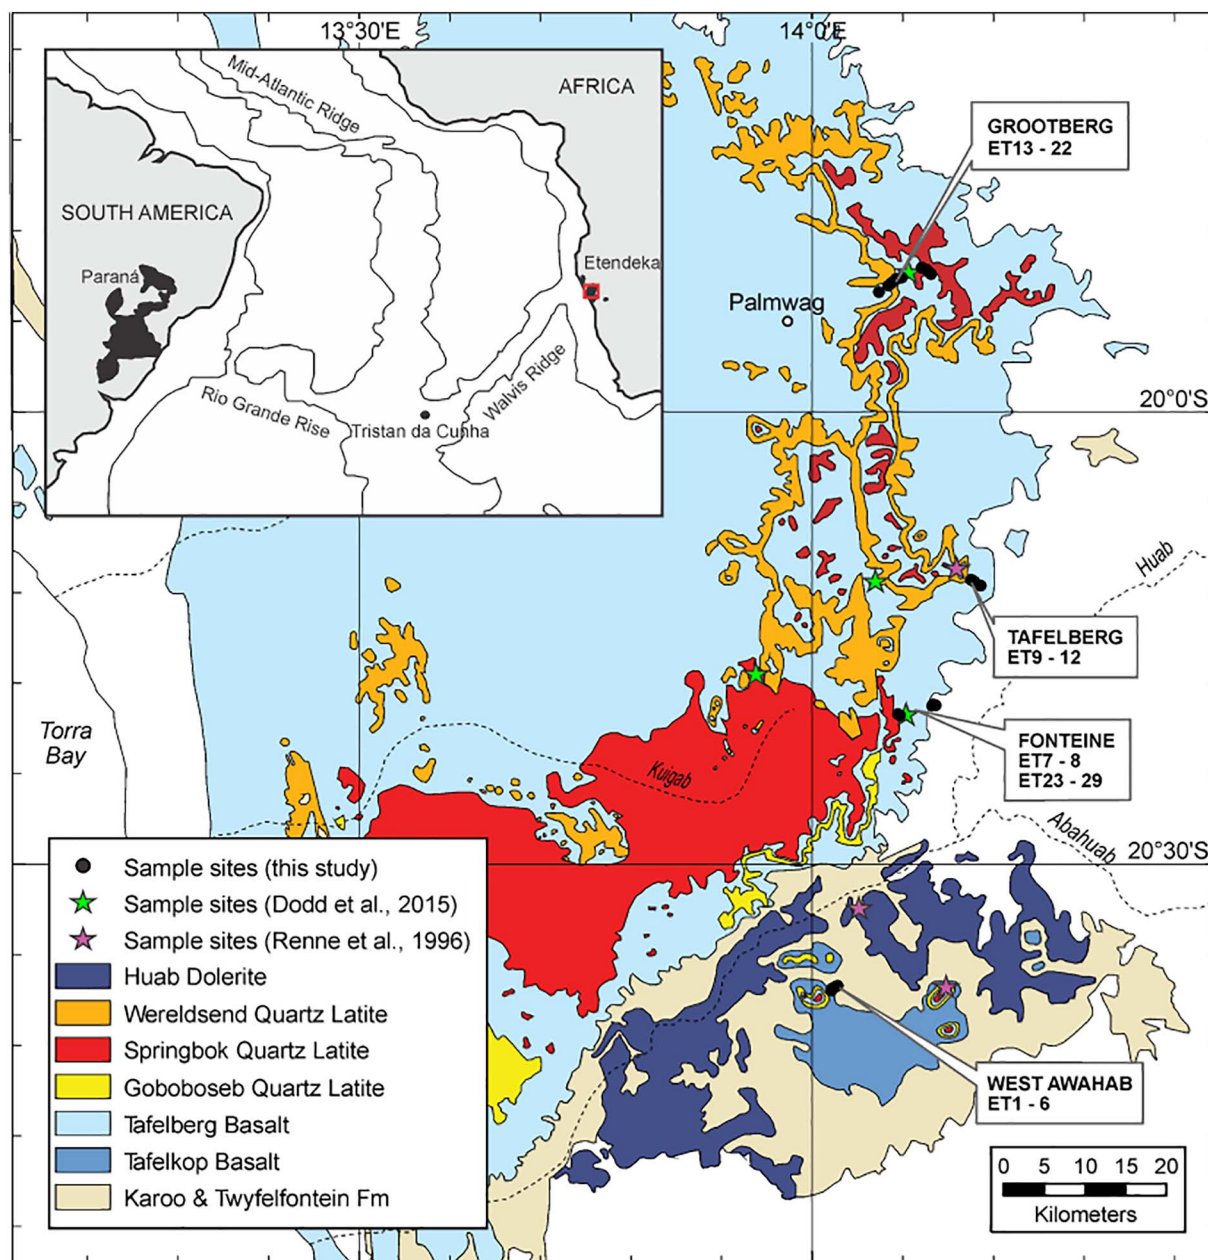 13°30'E
14°0'E
Mid-Atlantic Ridge
AFRICA
SOUTH AMERICA
Paraná
Etendeka
Rio Grande Rise
Walvis Ridge
Tristan da Cunha
GROOTBERG
ET13 - 22
Palmwag
20°0'S
Huab
TAFELBERG
ET9 - 12
Torra
Bay
Kuigab
FONTEINE
ET7 - 8
ET23 - 29
Abahuab
20°30'S
Sample sites (this study)
Sample sites (Dodd et al., 2015)
Sample sites (Renne et al., 1996)
Huab Dolerite
Wereldsend Quartz Latite
Springbok Quartz Latite
Goboboseb Quartz Latite
Tafelberg Basalt
Tafelkop Basalt
Karoo & Twyfelfontein Fm
WEST AWAHAB
ET1 - 6
0 5 10 15 20
Kilometers